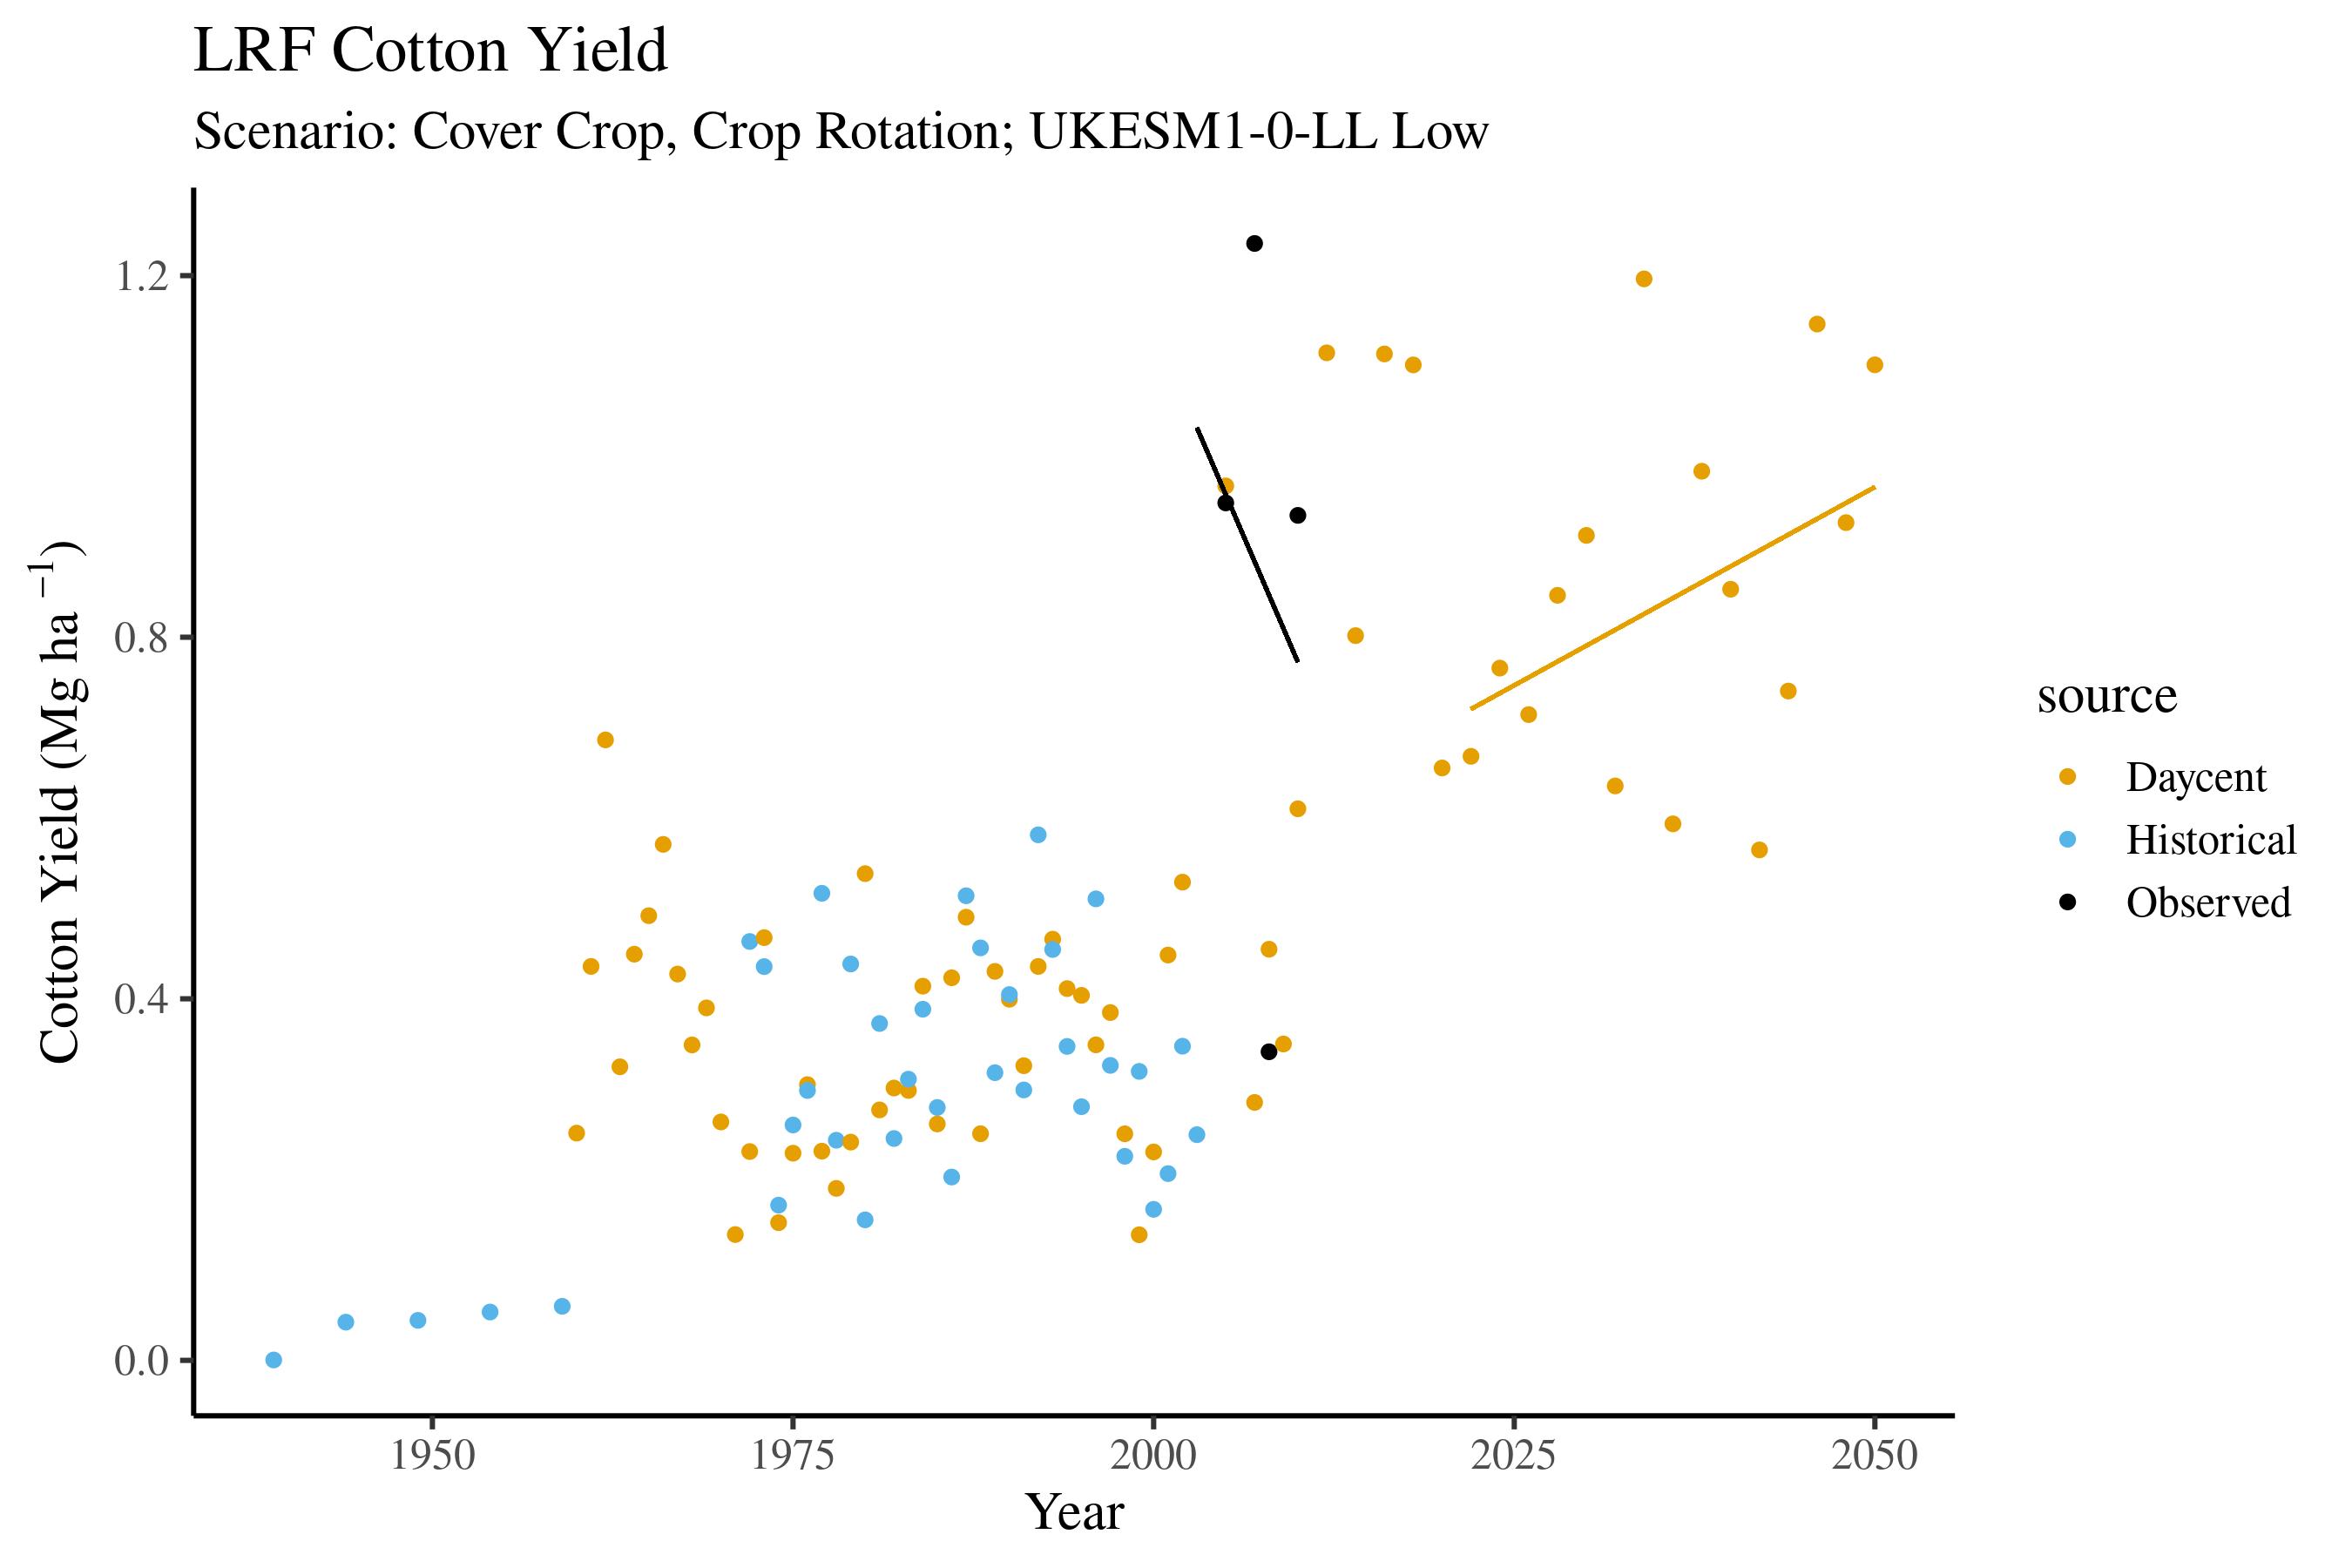 LRF Cotton Yield
Scenario: Cover Crop, Crop Rotation; UKESM1-0-LL Low
Cotton Yield (Mg ha⁻¹)
1.2
0.8
0.4
0.0
1950 1975 2000 2025 2050
Year
source
Daycent
Historical
Observed